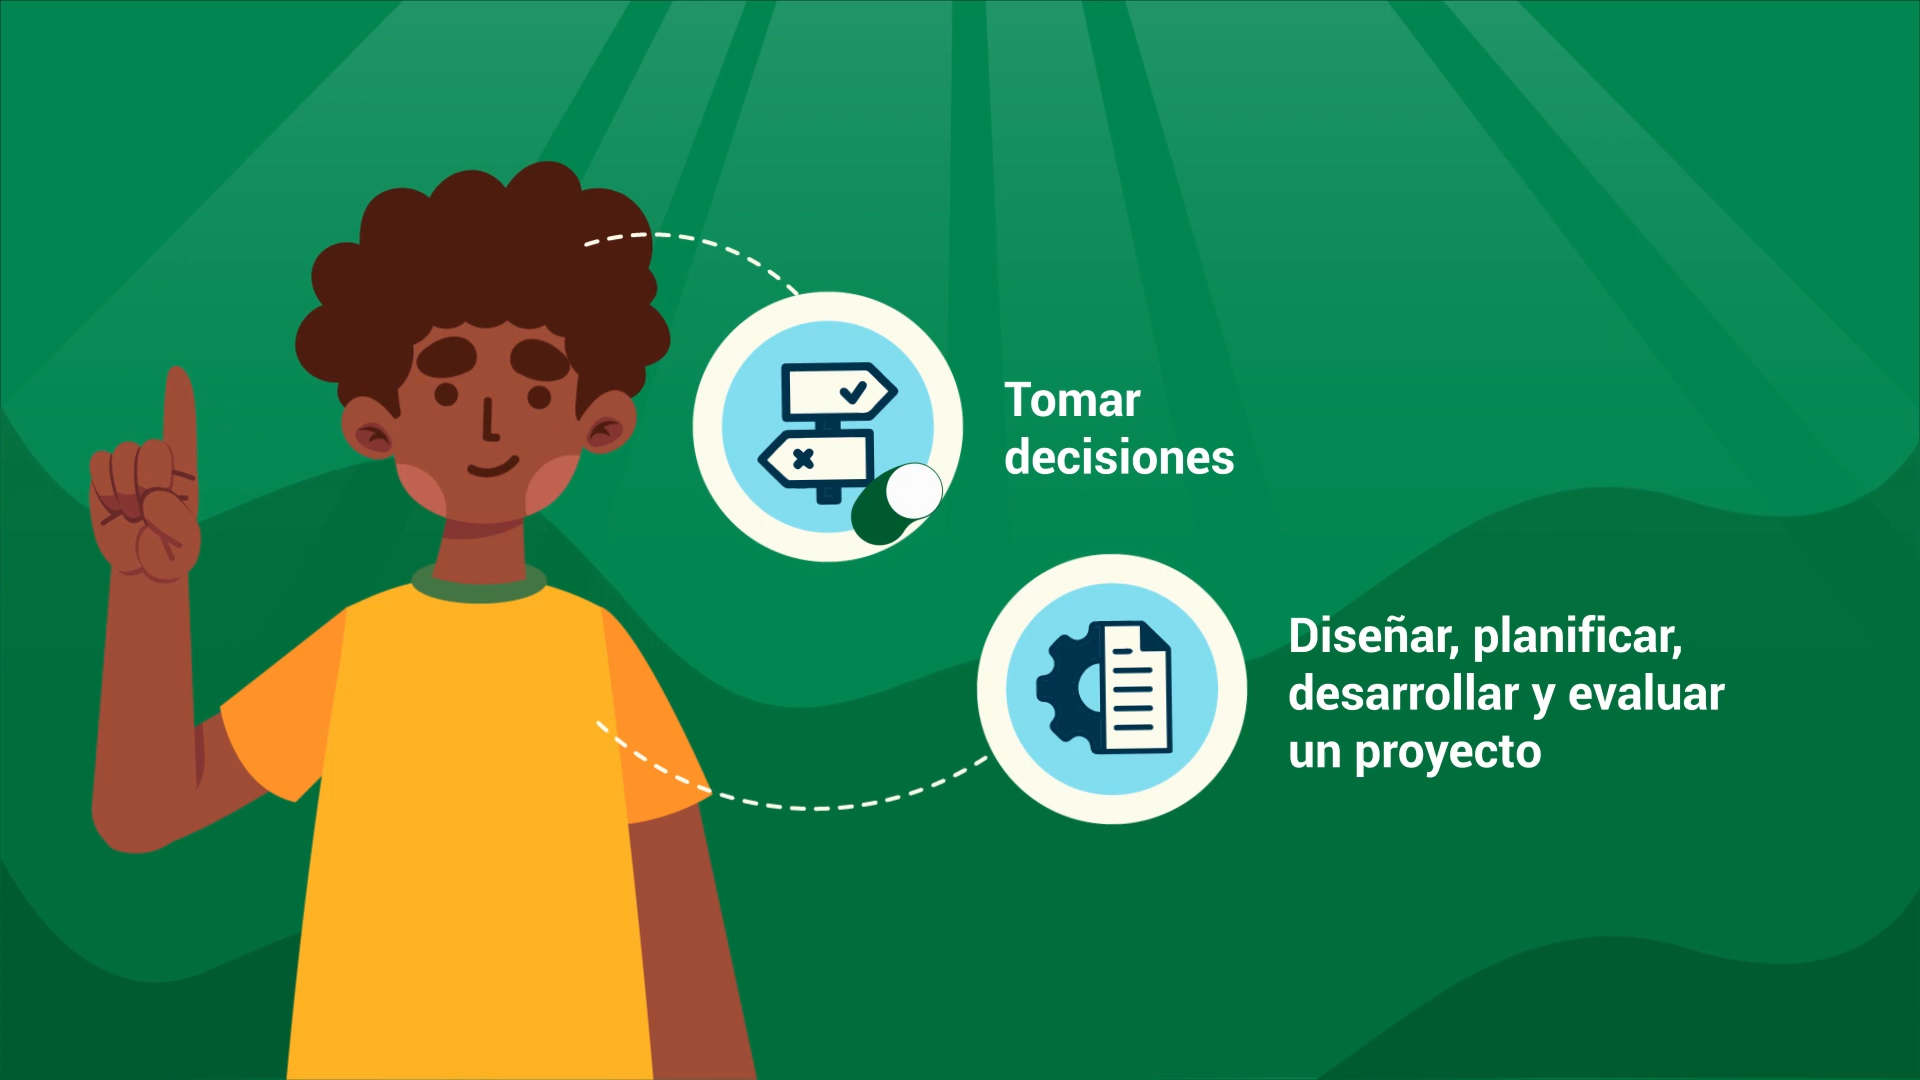 Tomar
decisiones
Diseñar, planificar,
desarrollar y evaluar
un proyecto